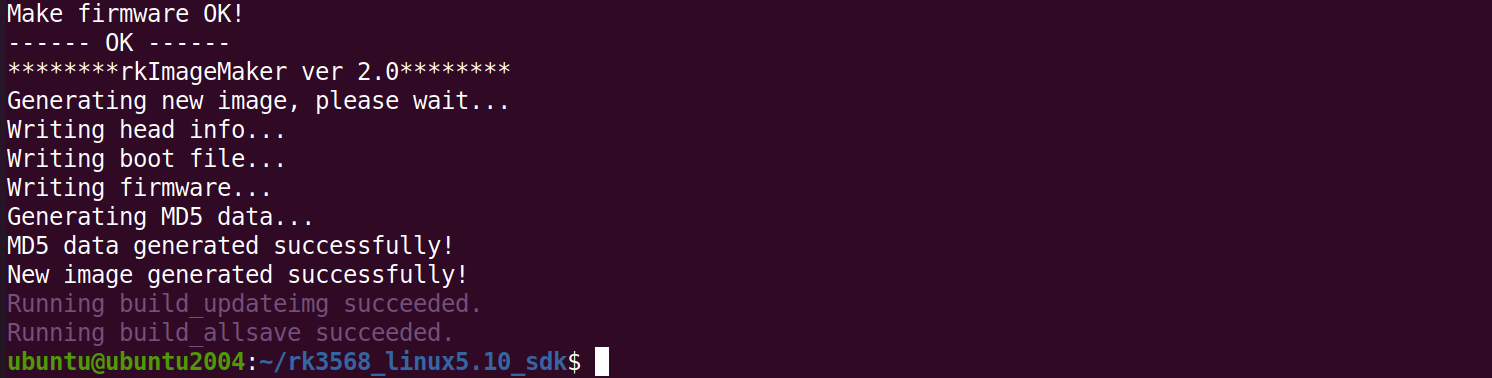 Make firmware OK!
------ OK ------
********rkImageMaker ver 2.0********
Generating new image, please wait...
Writing head info...
Writing boot file...
Writing firmware...
Generating MD5 data...
MD5 data generated successfully!
New image generated successfully!
Running build_updateimg succeeded.
Running build_allsave succeeded.
ubuntu@ubuntu2004:~/rk3568_linux5.10_sdk$